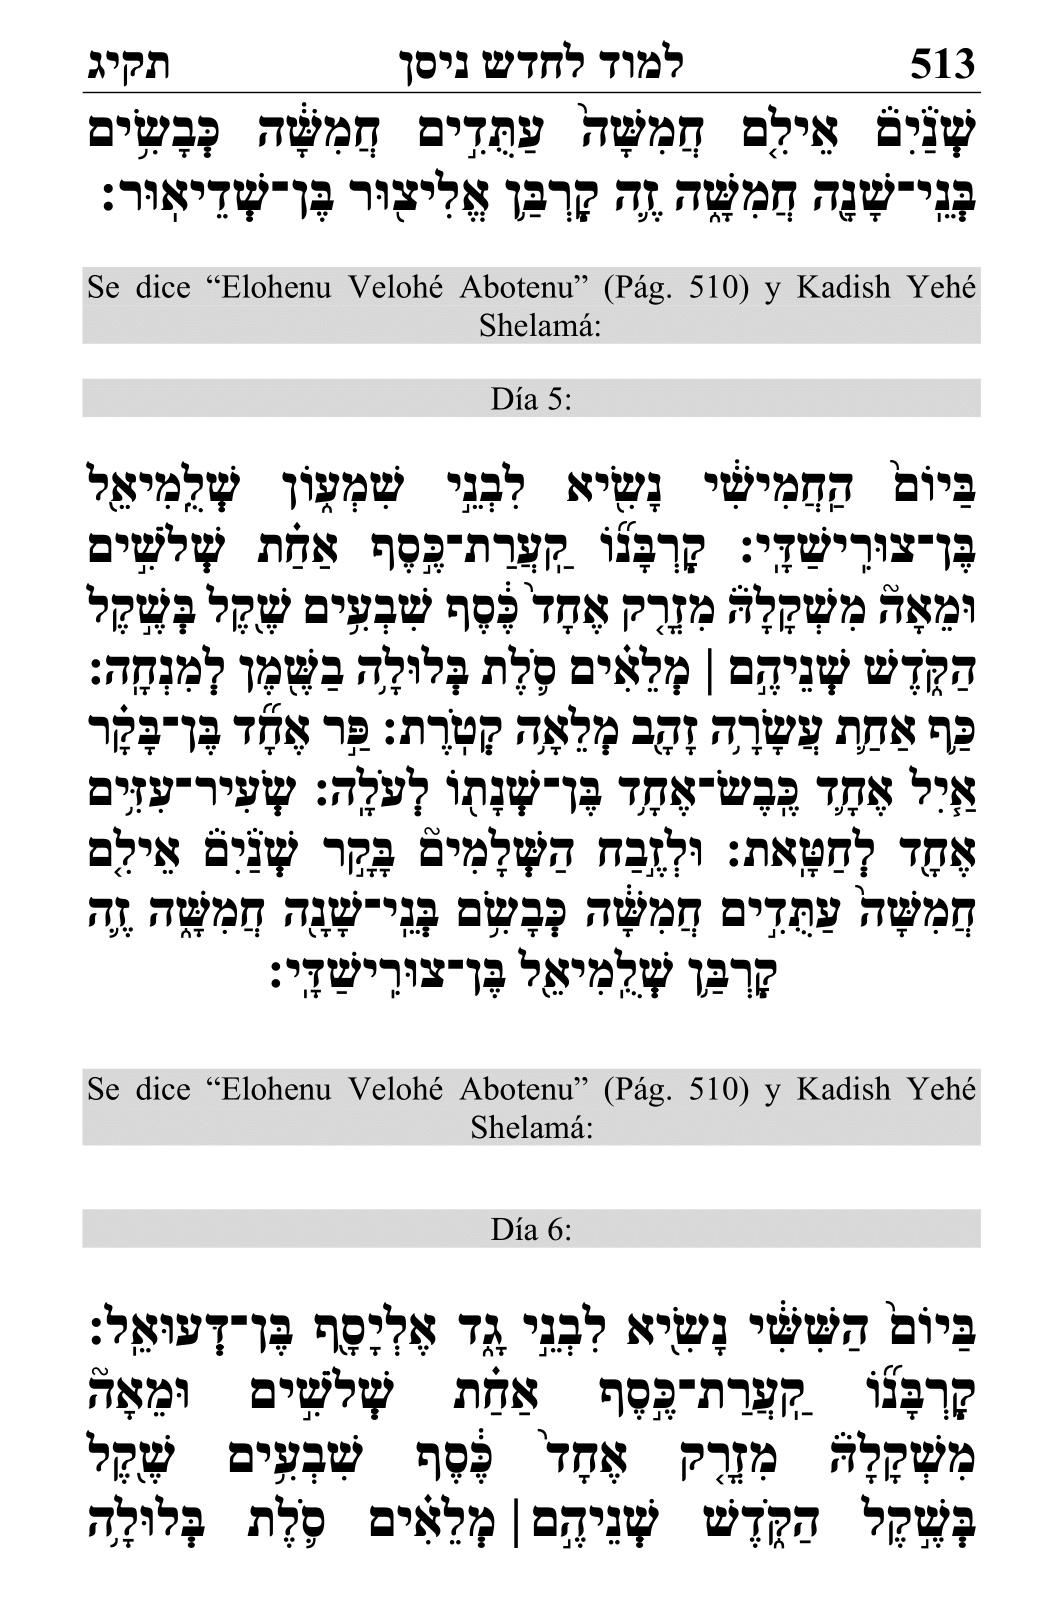 513 למוד לחדש ניסן תקיג
שְׁנַ֗יִם אֵילִ֤ם חֲמִשָּׁה֙ עַתֻּדִ֣ים חֲמִשָּׁ֔ה כְּבָשִׂ֥ים
בְּנֵֽי־שָׁנָ֖ה חֲמִשָּׁ֑ה זֶ֛ה קָרְבַּ֥ן אֱלִיצ֖וּר בֶּן־שְׁדֵיאֽוּר׃
Se dice “Elohenu Velohé Abotenu” (Pág. 510) y Kadish Yehé
Shelamá:
Día 5:
בַּיּוֹם֙ הַֽחֲמִישִׁ֔י נָשִׂ֖יא לִבְנֵ֣י שִׁמְע֑וֹן שְׁלֻֽמִיאֵ֖ל
בֶּן־צוּרִֽישַׁדָּֽי׃ קָרְבָּנ֞וֹ קַֽעֲרַת־כֶּ֣סֶף אַחַ֗ת שְׁלֹשִׁ֣ים
וּמֵאָה֮ מִשְׁקָלָהּ֒ מִזְרָ֤ק אֶחָד֙ כֶּ֔סֶף שִׁבְעִ֥ים שֶׁ֖קֶל בְּשֶׁ֣קֶל
הַקֹּ֑דֶשׁ שְׁנֵיהֶ֣ם | מְלֵאִ֗ים סֹ֛לֶת בְּלוּלָ֥ה בַשֶּׁ֖מֶן לְמִנְחָֽה׃
כַּ֥ף אַחַ֛ת עֲשָׂרָ֥ה זָהָ֖ב מְלֵאָ֥ה קְטֹֽרֶת׃ פַּ֣ר אֶחָ֞ד בֶּן־בָּקָ֗ר
אַ֧יִל אֶחָ֛ד כֶּֽבֶשׂ־אֶחָ֥ד בֶּן־שְׁנָת֖וֹ לְעֹלָֽה׃ שְׂעִיר־עִזִּ֥ים
אֶחָ֖ד לְחַטָּֽאת׃ וּלְזֶ֣בַח הַשְּׁלָמִים֮ בָּקָ֣ר שְׁנַ֒יִם֒ אֵילִ֤ם
חֲמִשָּׁה֙ עַתֻּדִ֣ים חֲמִשָּׁ֔ה כְּבָשִׂ֥ם בְּנֵֽי־שָׁנָ֖ה חֲמִשָּׁ֑ה זֶ֛ה
קָרְבַּ֥ן שְׁלֻֽמִיאֵ֖ל בֶּן־צוּרִֽישַׁדָּֽי׃
Se dice “Elohenu Velohé Abotenu” (Pág. 510) y Kadish Yehé
Shelamá:
Día 6:
בַּיּוֹם֙ הַשִּׁשִּׁ֔י נָשִׂ֖יא לִבְנֵ֣י גָ֑ד אֶלְיָסָ֖ף בֶּן־דְּעוּאֵֽל׃
קָרְבָּנ֞וֹ קַֽעֲרַת־כֶּ֣סֶף אַחַ֗ת שְׁלֹשִׁ֣ים וּמֵאָה֮
מִשְׁקָלָהּ֒ מִזְרָ֤ק אֶחָד֙ כֶּ֔סֶף שִׁבְעִ֥ים שֶׁ֖קֶל
בְּשֶׁ֣קֶל הַקֹּ֑דֶשׁ שְׁנֵיהֶ֣ם | מְלֵאִ֗ים סֹ֛לֶת בְּלוּלָ֥ה